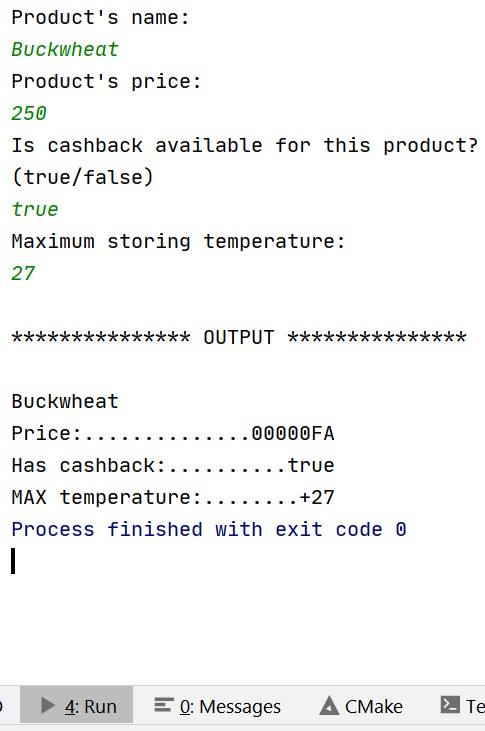 Product's name:
Buckwheat
Product's price:
250
Is cashback available for this product?
(true/false)
true
Maximum storing temperature:
27
*************** OUTPUT ***************
Buckwheat
Price:..............00000FA
Has cashback:..........true
MAX temperature:........+27
Process finished with exit code 0
4: Run 0: Messages CMake Te